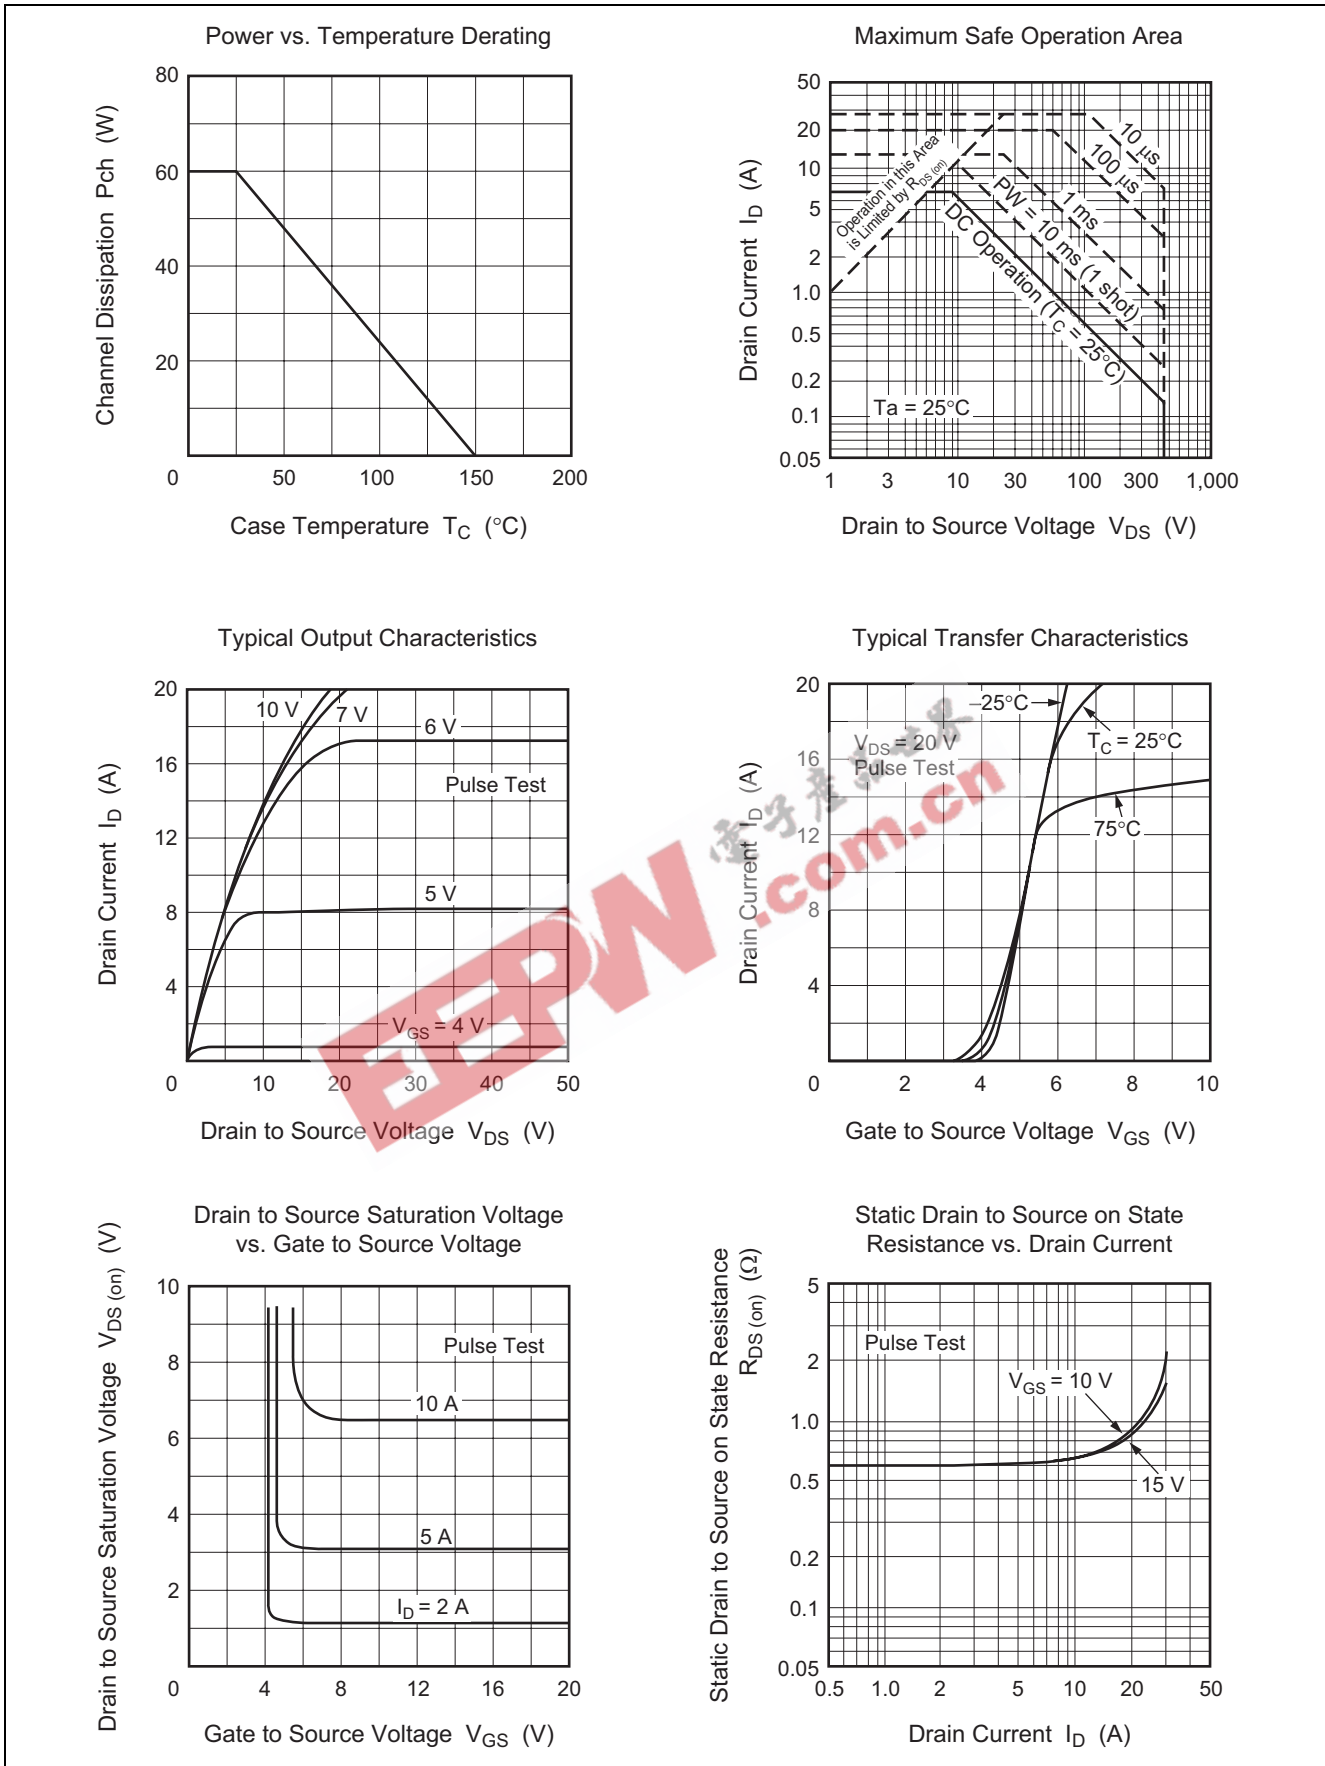 Power vs. Temperature Derating
Channel Dissipation Pch (W)
80
60
40
20
0
50
100
150
200
Case Temperature TC (°C)
Maximum Safe Operation Area
Drain Current ID (A)
50
20
10
5
2
1.0
0.5
0.2
0.1
0.05
Operation in this Area
is Limited by RDS (on)
10 μs
100 μs
1 ms
PW = 10 ms (1 shot)
DC Operation (TC = 25°C)
Ta = 25°C
1
3
10
30
100
300
1,000
Drain to Source Voltage VDS (V)
Typical Output Characteristics
Drain Current ID (A)
20
16
12
8
4
0
10 V
7 V
6 V
Pulse Test
5 V
VGS = 4 V
10
20
30
40
50
Drain to Source Voltage VDS (V)
Typical Transfer Characteristics
Drain Current ID (A)
20
16
12
8
4
0
–25°C
VDS = 20 V
Pulse Test
TC = 25°C
75°C
2
4
6
8
10
Gate to Source Voltage VGS (V)
EEPW.com.cn
電子產品世界
Drain to Source Saturation Voltage
vs. Gate to Source Voltage
Drain to Source Saturation Voltage VDS (on) (V)
10
8
6
4
2
0
Pulse Test
10 A
5 A
ID = 2 A
4
8
12
16
20
Gate to Source Voltage VGS (V)
Static Drain to Source on State
Resistance vs. Drain Current
Static Drain to Source on State Resistance
RDS (on) (Ω)
5
2
1.0
0.5
0.2
0.1
0.05
Pulse Test
VGS = 10 V
15 V
0.5
1.0
2
5
10
20
50
Drain Current ID (A)